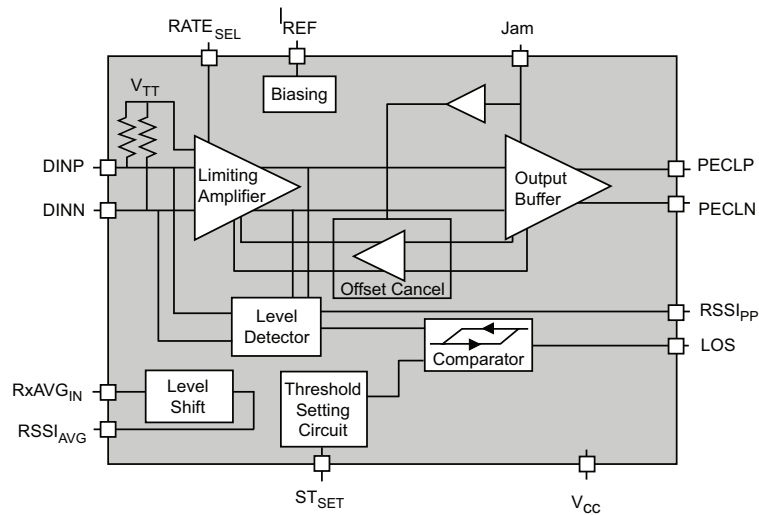 RATE_SEL
I_REF
Jam
V_TT
Biasing
DINP
Limiting
Amplifier
Output
Buffer
PECLP
DINN
PECLN
Offset Cancel
Level
Detector
RSSI_PP
Comparator
LOS
RxAVG_IN
Level
Shift
Threshold
Setting
Circuit
RSSI_AVG
ST_SET
V_CC